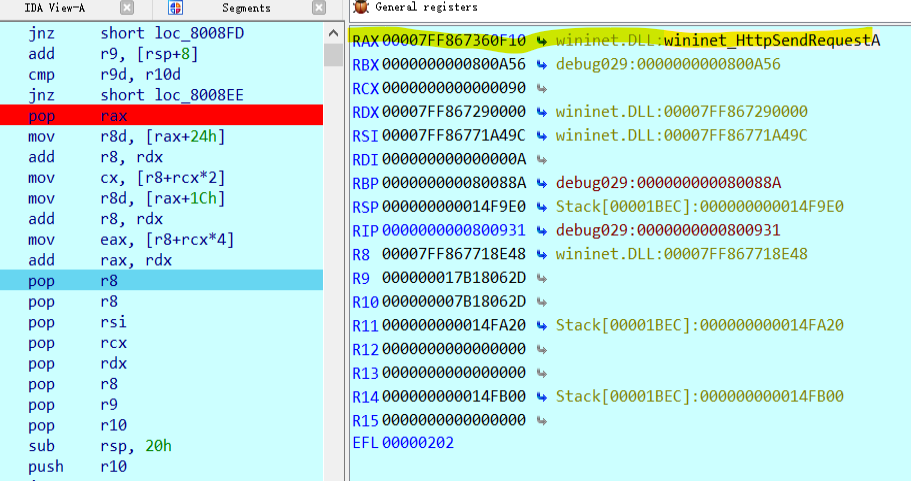 IDA View-A
Segments
General registers
jnz short loc_8008FD
add r9, [rsp+8]
cmp r9d, r10d
jnz short loc_8008EE
pop rax
mov r8d, [rax+24h]
add r8, rdx
mov cx, [r8+rcx*2]
mov r8d, [rax+1Ch]
add r8, rdx
mov eax, [r8+rcx*4]
add rax, rdx
pop r8
pop r8
pop rsi
pop rcx
pop rdx
pop r8
pop r9
pop r10
sub rsp, 20h
push r10
RAX 00007FF867360F10 wininet.DLL:wininet_HttpSendRequestA
RBX 0000000000800A56 debug029:0000000000800A56
RCX 0000000000000090
RDX 00007FF867290000 wininet.DLL:00007FF867290000
RSI 00007FF86771A49C wininet.DLL:00007FF86771A49C
RDI 000000000000000A
RBP 000000000080088A debug029:000000000080088A
RSP 000000000014F9E0 Stack[00001BEC]:000000000014F9E0
RIP 0000000000800931 debug029:0000000000800931
R8 00007FF867718E48 wininet.DLL:00007FF867718E48
R9 000000017B18062D
R10 000000007B18062D
R11 000000000014FA20 Stack[00001BEC]:000000000014FA20
R12 0000000000000000
R13 0000000000000000
R14 000000000014FB00 Stack[00001BEC]:000000000014FB00
R15 0000000000000000
EFL 00000202